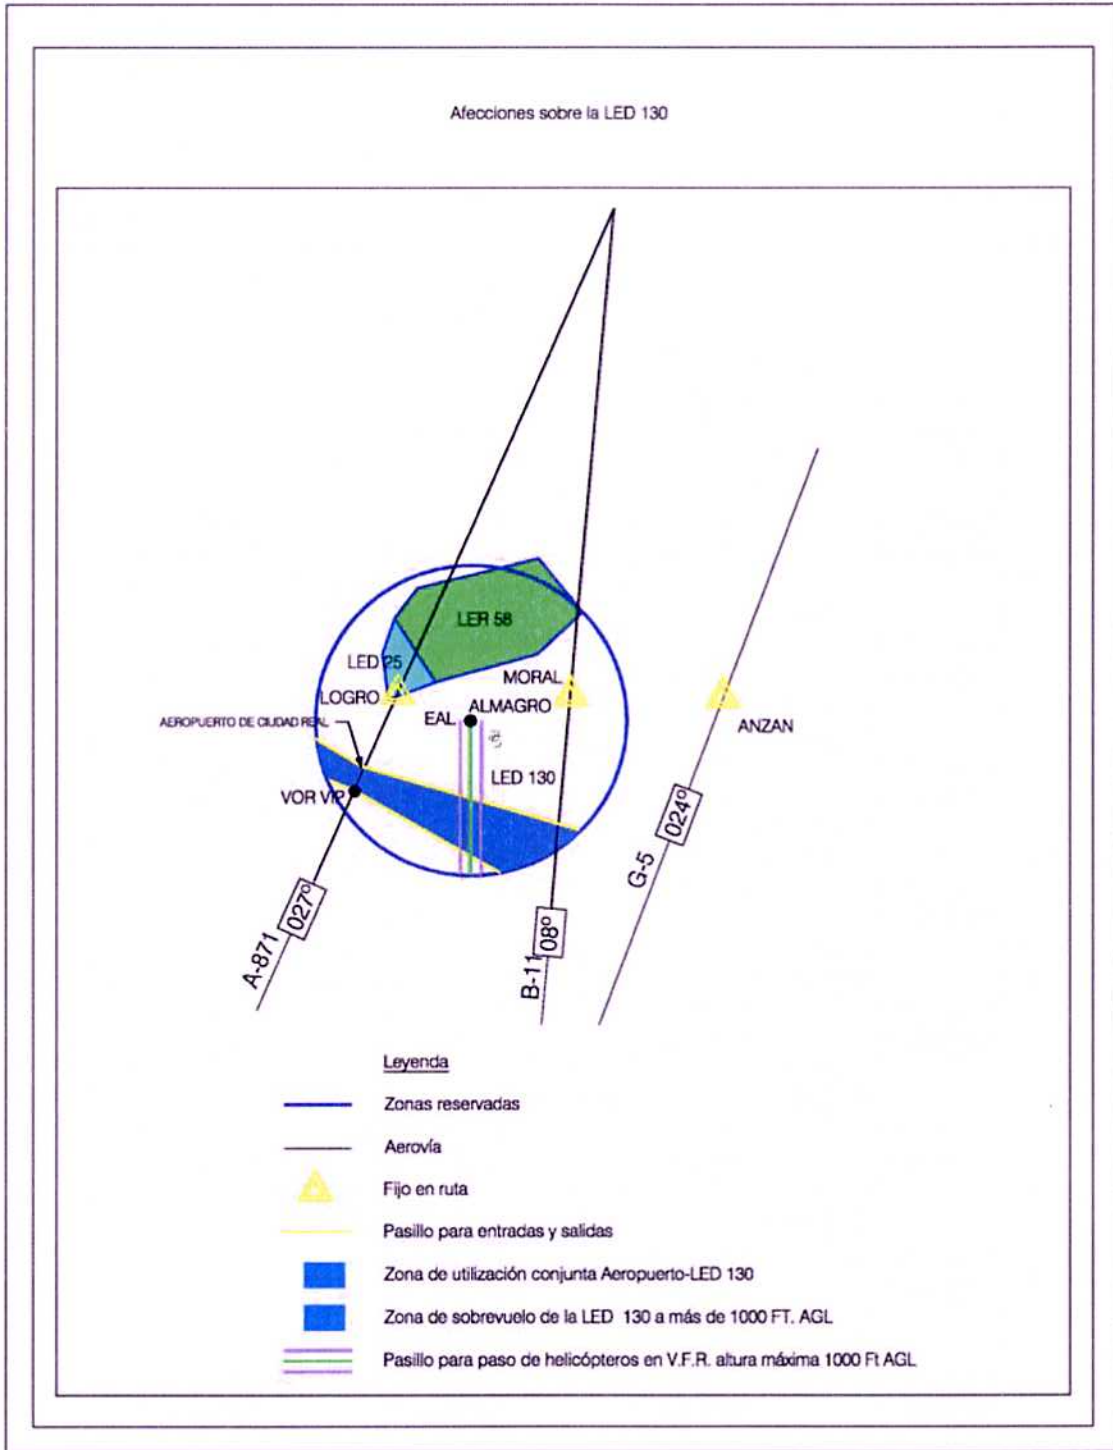 Afecciones sobre la LED 130
LER 58
LED 25
MORAL
LOGRO
ALMAGRO
EAL
AEROPUERTO DE CIUDAD REAL
ANZAN
LED 130
VOR VIP
024º
G-5
027º
A-871
08º
B-11
Leyenda
Zonas reservadas
Aerovía
Fijo en ruta
Pasillo para entradas y salidas
Zona de utilización conjunta Aeropuerto-LED 130
Zona de sobrevuelo de la LED 130 a más de 1000 FT. AGL
Pasillo para paso de helicópteros en V.F.R. altura máxima 1000 Ft AGL